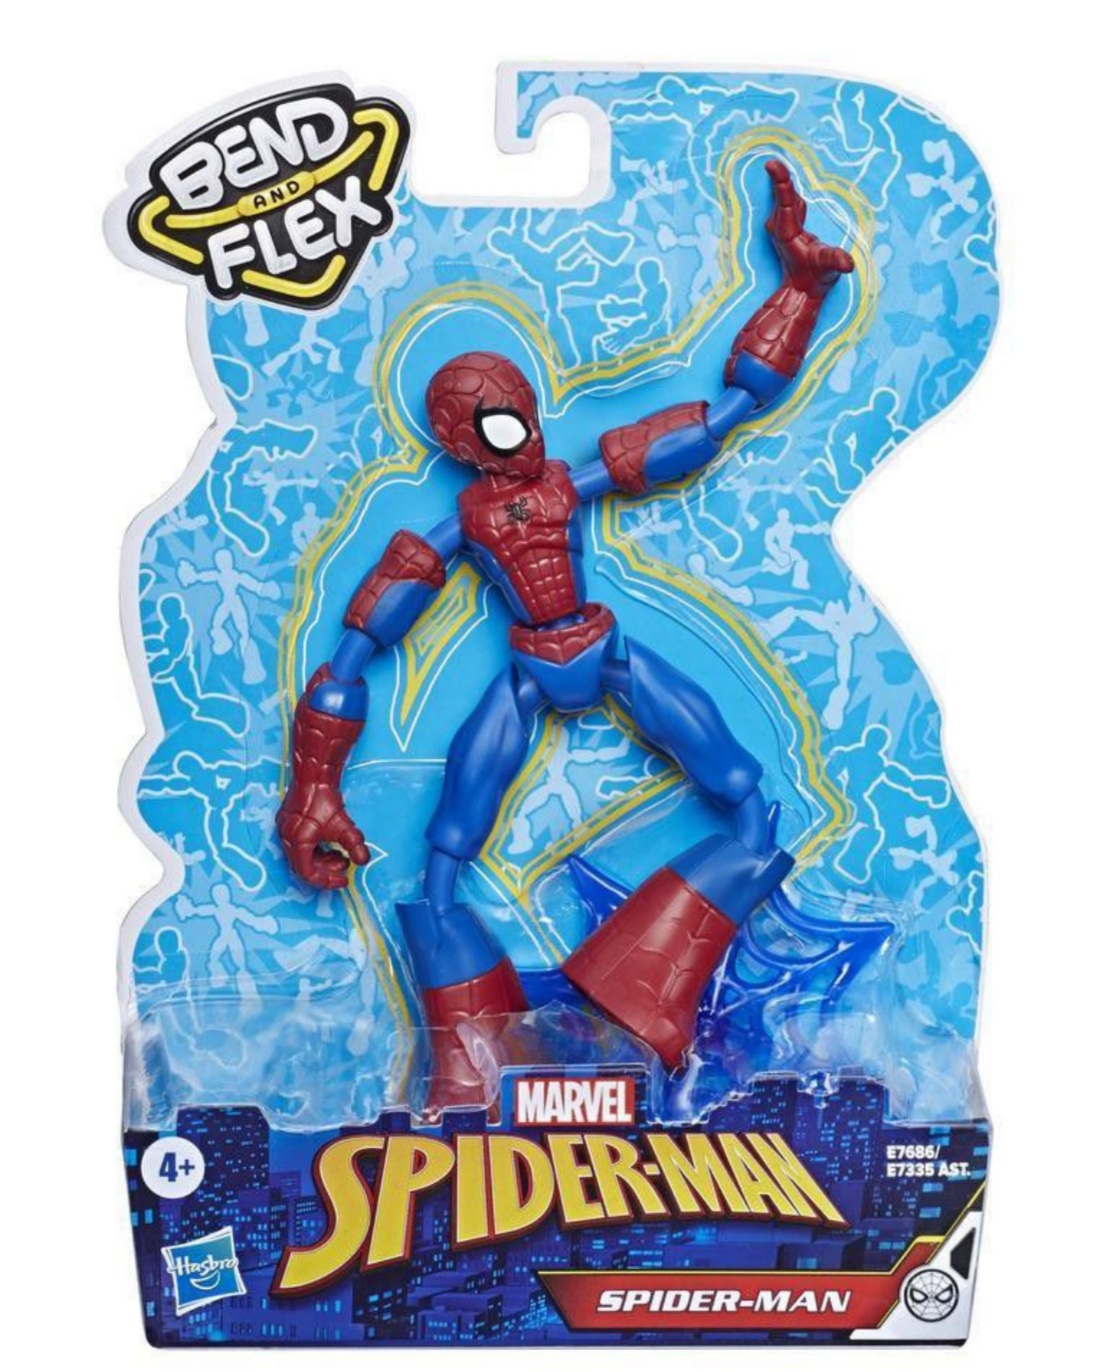 BEND
AND
FLEX
MARVEL
SPIDER-MAN
4+
E7686/
E7335 AST.
Hasbro
SPIDER-MAN